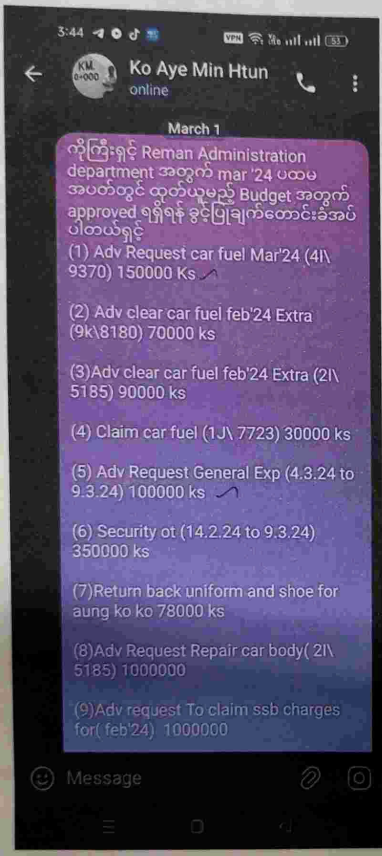 3:44
VPN
53
KM.
0+000
Ko Aye Min Htun
online
March 1
ကိုကြီးရှင့် Reman Administration
department အတွက် mar '24 ပထမ
အပတ်တွင် ထုတ်ယူမည့် Budget အတွက်
approved ရရှိရန် ခွင့်ပြုချက်တောင်းခံအပ်
ပါတယ်ရှင့်
(1) Adv Request car fuel Mar'24 (4I\
9370) 150000 Ks
(2) Adv clear car fuel feb'24 Extra
(9k\8180) 70000 ks
(3)Adv clear car fuel feb'24 Extra (2I\
5185) 90000 ks
(4) Claim car fuel (1J\ 7723) 30000 ks
(5) Adv Request General Exp (4.3.24 to
9.3.24) 100000 ks
(6) Security ot (14.2.24 to 9.3.24)
350000 ks
(7)Return back uniform and shoe for
aung ko ko 78000 ks
(8)Adv Request Repair car body( 2I\
5185) 1000000
(9)Adv request To claim ssb charges
for( feb'24) 1000000
Message